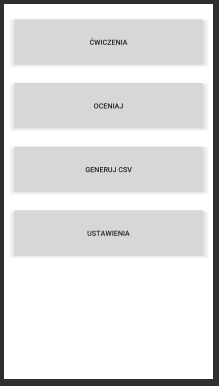 ĆWICZENIA
OCENIAJ
GENERUJ CSV
USTAWIENIA